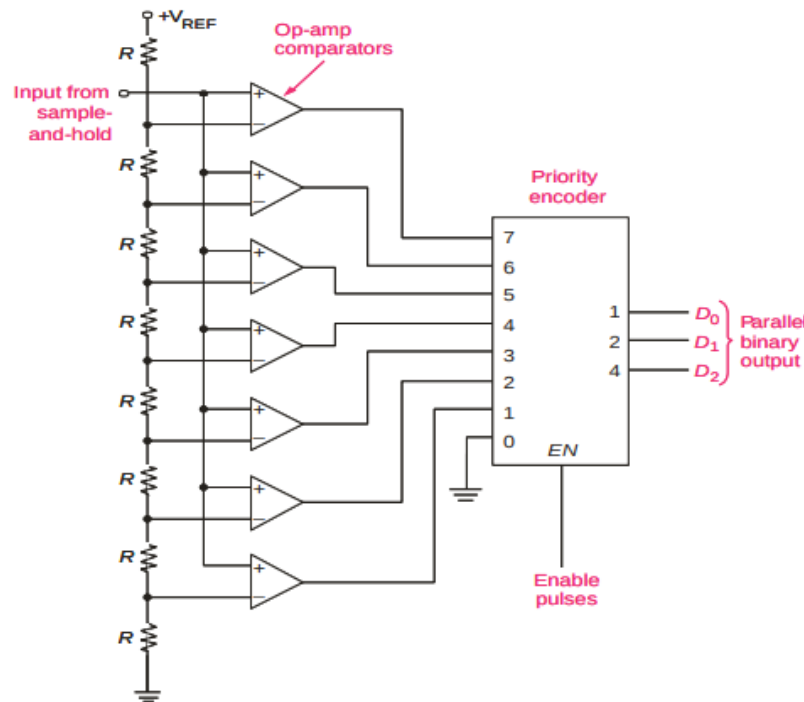 +V_REF
R
Op-amp
comparators
Input from
sample-
and-hold
+
−
R
+
−
R
+
−
R
+
−
R
+
−
R
+
−
R
+
−
R
Priority
encoder
7
6
5
4
3
2
1
0
EN
1
2
4
D0
D1
D2
Parallel
binary
output
Enable
pulses